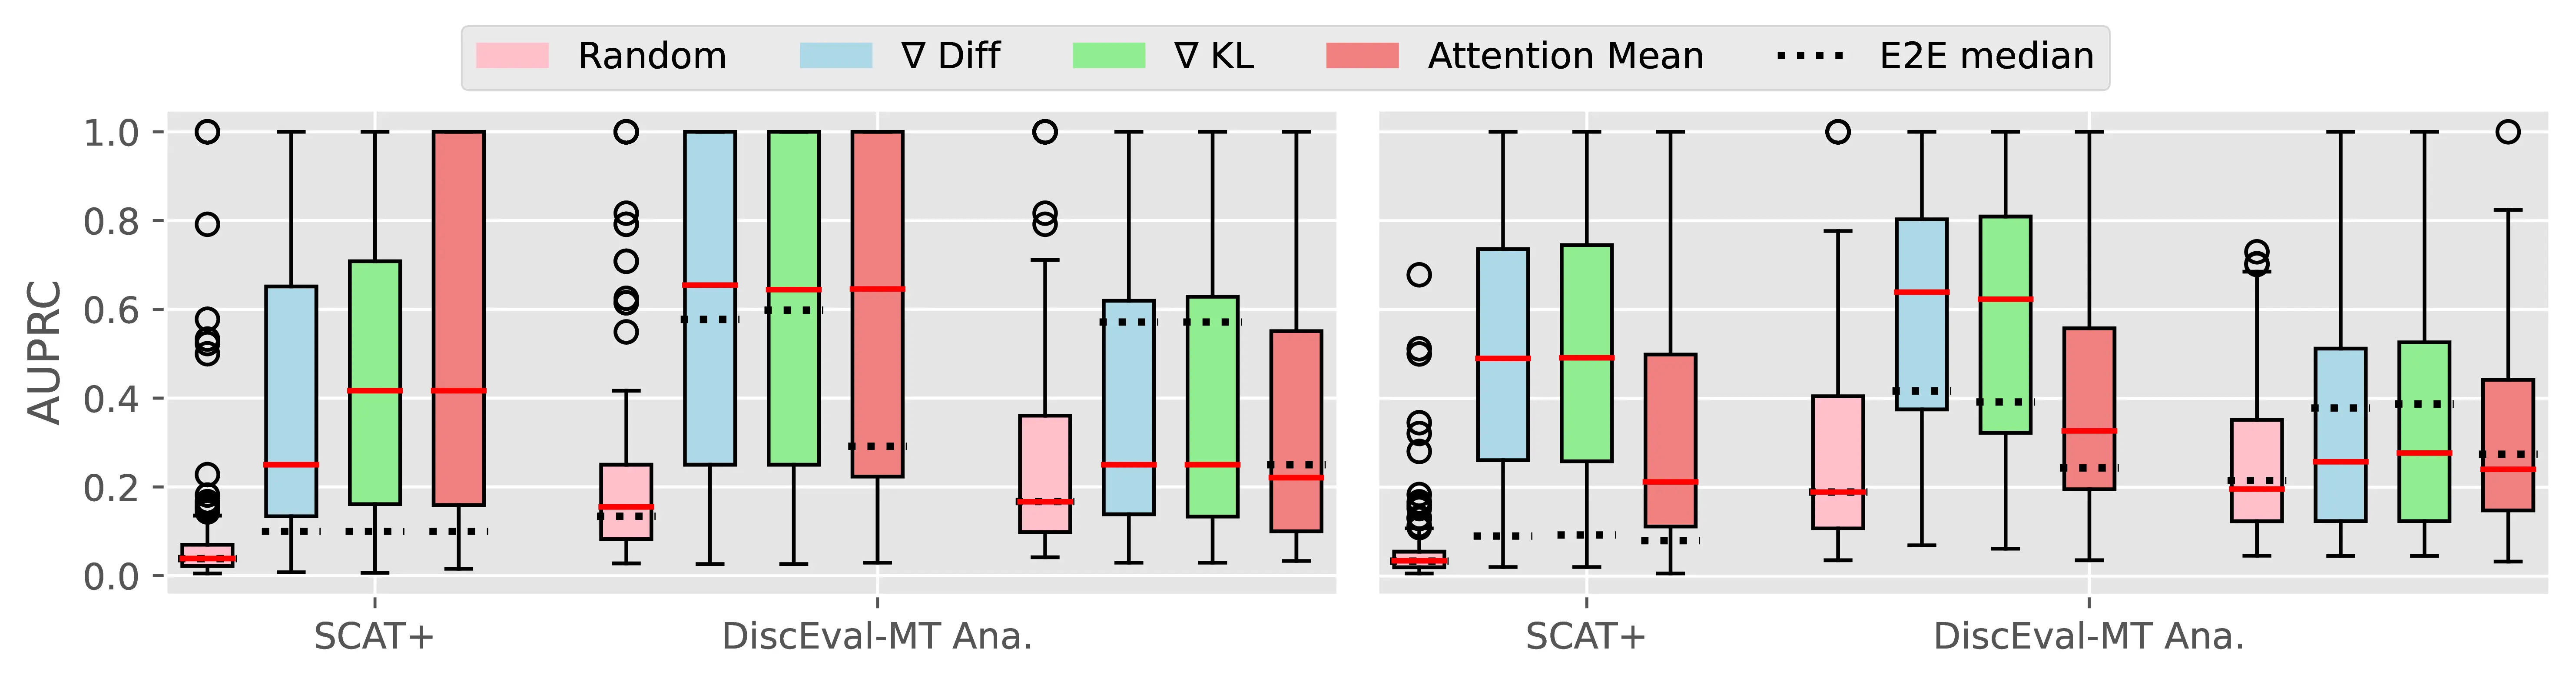 Random ∇ Diff ∇ KL Attention Mean E2E median
AUPRC
1.0
0.8
0.6
0.4
0.2
0.0
SCAT+ DiscEval-MT Ana. SCAT+ DiscEval-MT Ana.